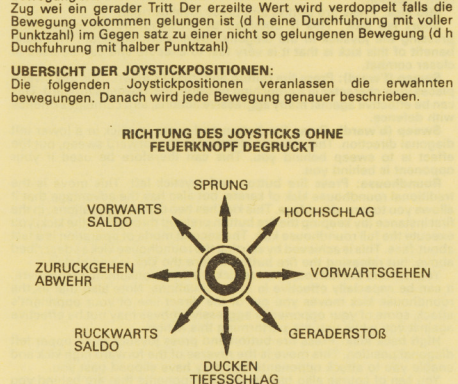 Zug wei ein gerader Tritt Der erzeilte Wert wird verdoppelt falls die
Bewegung vokommen gelungen ist (d h eine Durchfuhrung mit voller
Punktzahl) im Gegen satz zu einer nicht so gelungenen Bewegung (d h
Duchfuhrung mit halber Punktzahl)
UBERSICHT DER JOYSTICKPOSITIONEN:
Die folgenden Joystickpositionen veranlassen die erwahnten
bewegungen. Danach wird jede Bewegung genauer beschrieben.
RICHTUNG DES JOYSTICKS OHNE
FEUERKNOPF DEGRUCKT
SPRUNG
VORWARTS
SALDO
HOCHSCHLAG
ZURUCKGEHEN
ABWEHR
VORWARTSGEHEN
RUCKWARTS
SALDO
GERADERSTOß
DUCKEN
TIEFSSCHLAG